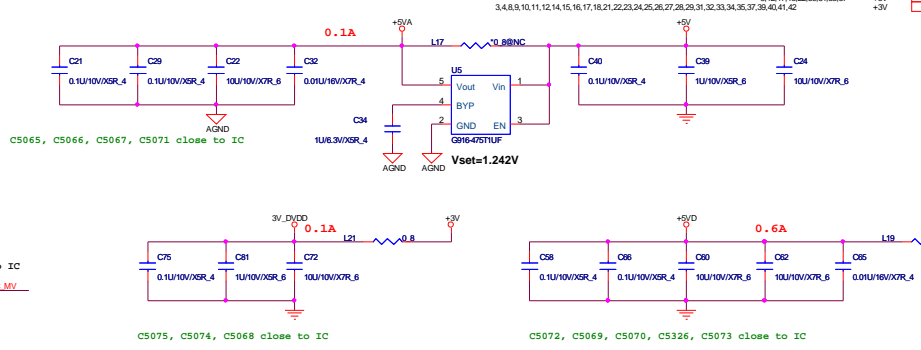 3,4,8,9,10,11,12,14,15,16,17,18,21,22,23,24,25,26,27,28,29,31,32,33,34,35,37,39,40,41,42 +3V
+5VA
0.1A
L17 *0_8@NC
+5V
C21
0.1U/10V/X5R_4
C29
0.1U/10V/X5R_4
C22
10U/10V/X7R_6
C32
0.01U/16V/X7R_4
AGND
C5065, C5066, C5067, C5071 close to IC
U5
5 Vout Vin 1
4 BYP
2 GND EN 3
G916-475T1UF
Vset=1.242V
C34
1U/6.3V/X5R_4
AGND
AGND
C40
0.1U/10V/X5R_4
C39
1U/10V/X5R_6
C24
10U/10V/X7R_6
3V_DVDD
0.1A
L21 0_8
+3V
C75
0.1U/10V/X5R_4
C81
1U/10V/X5R_6
C72
10U/10V/X7R_6
C5075, C5074, C5068 close to IC
IC
_MV
+5VD
0.6A
L19
C58
0.1U/10V/X5R_4
C66
0.1U/10V/X5R_4
C60
10U/10V/X7R_6
C62
10U/10V/X7R_6
C65
0.01U/16V/X7R_4
C5072, C5069, C5070, C5326, C5073 close to IC